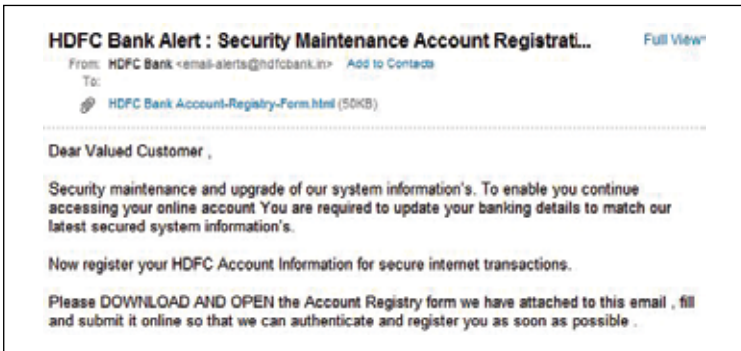 HDFC Bank Alert : Security Maintenance Account Registrati... Full View
From: HDFC Bank <email-alerts@hdfcbank.in> Add to Contacts
To:
HDFC Bank Account-Registry-Form.html (50KB)
Dear Valued Customer ,
Security maintenance and upgrade of our system information's. To enable you continue
accessing your online account You are required to update your banking details to match our
latest secured system information's.
Now register your HDFC Account Information for secure internet transactions.
Please DOWNLOAD AND OPEN the Account Registry form we have attached to this email , fill
and submit it online so that we can authenticate and register you as soon as possible .